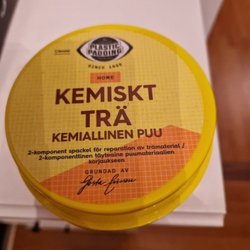 PLASTIC
PADDING
SINCE
HOME
KEMISKT
TRÄ
KEMIALLINEN PUU
2-komponent spackel för reparation av trämaterial /
2-komponenttinen täyteaine puumateriaalien
korjaukseen
GRUNDAD AV